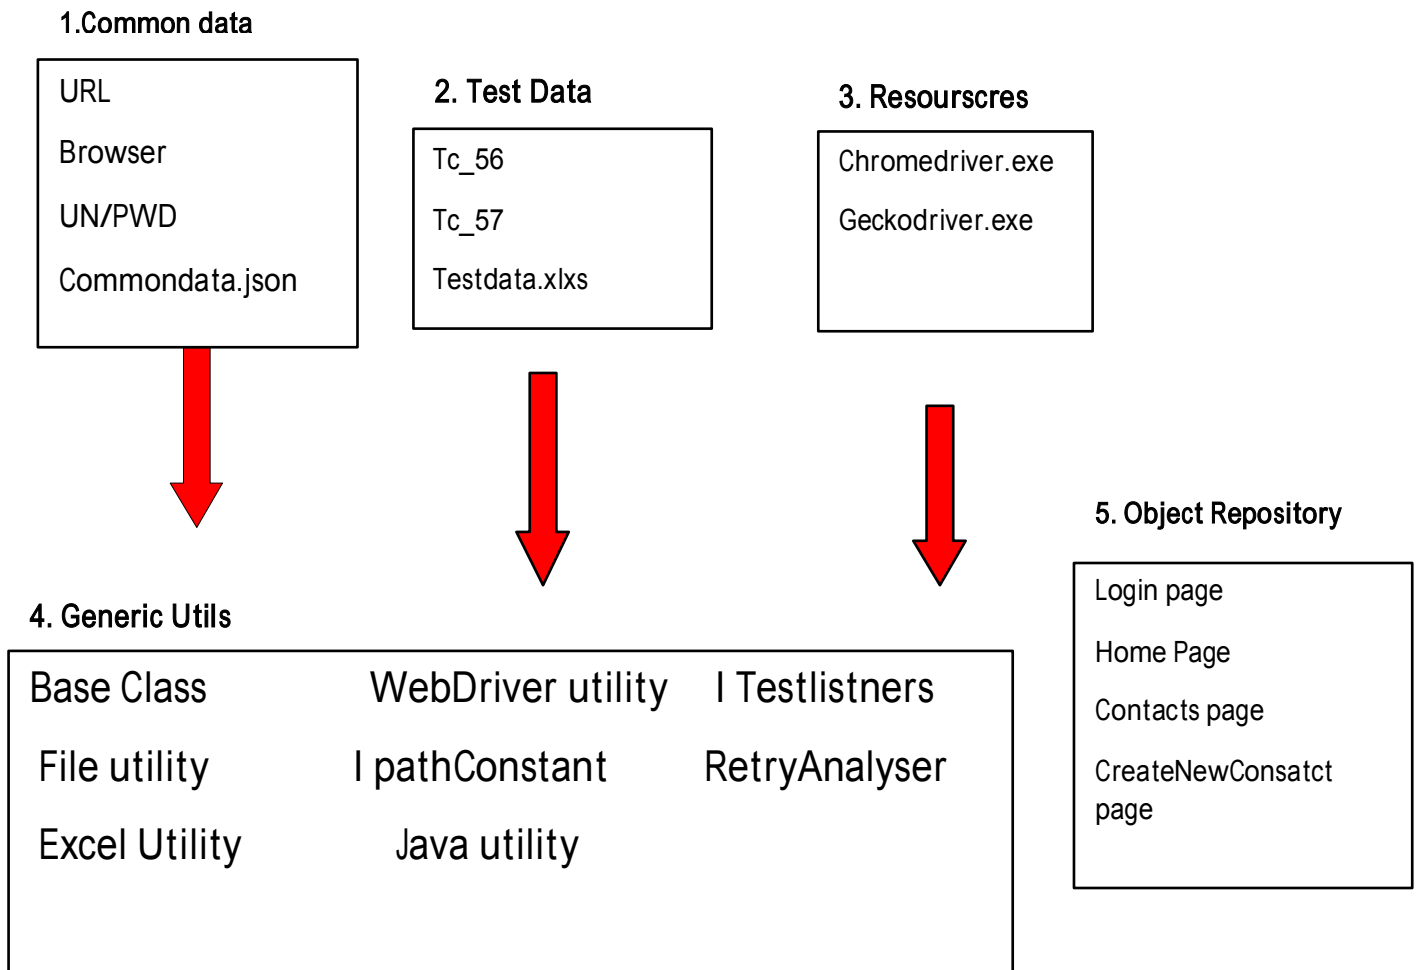 1.Common data
URL
Browser
UN/PWD
Commondata.json
2. Test Data
Tc_56
Tc_57
Testdata.xlxs
3. Resourscres
Chromedriver.exe
Geckodriver.exe
4. Generic Utils
Base Class WebDriver utility I Testlistners
File utility I pathConstant RetryAnalyser
Excel Utility Java utility
5. Object Repository
Login page
Home Page
Contacts page
CreateNewConsatct
page